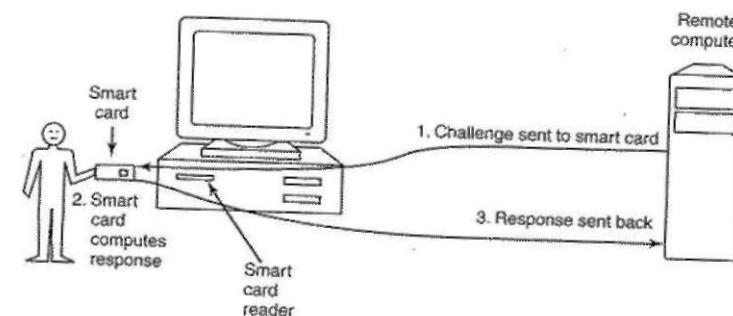 Remote
Smart
card
1. Challenge sent to smart card
2. Smart
card
computes
response
3. Response sent back
Smart
card
reader